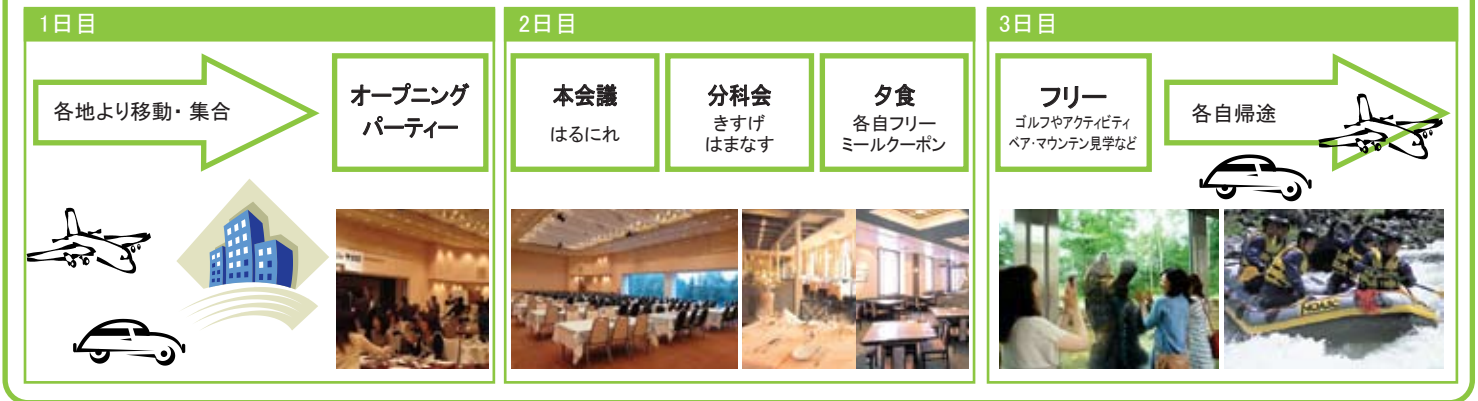 1日目
各地より移動・集合
オープニング
パーティー
2日目
本会議
はるにれ
分科会
きすげ
はまなす
夕食
各自フリー
ミールクーポン
3日目
フリー
ゴルフやアクティビティ
ベア・マウンテン見学など
各自帰途